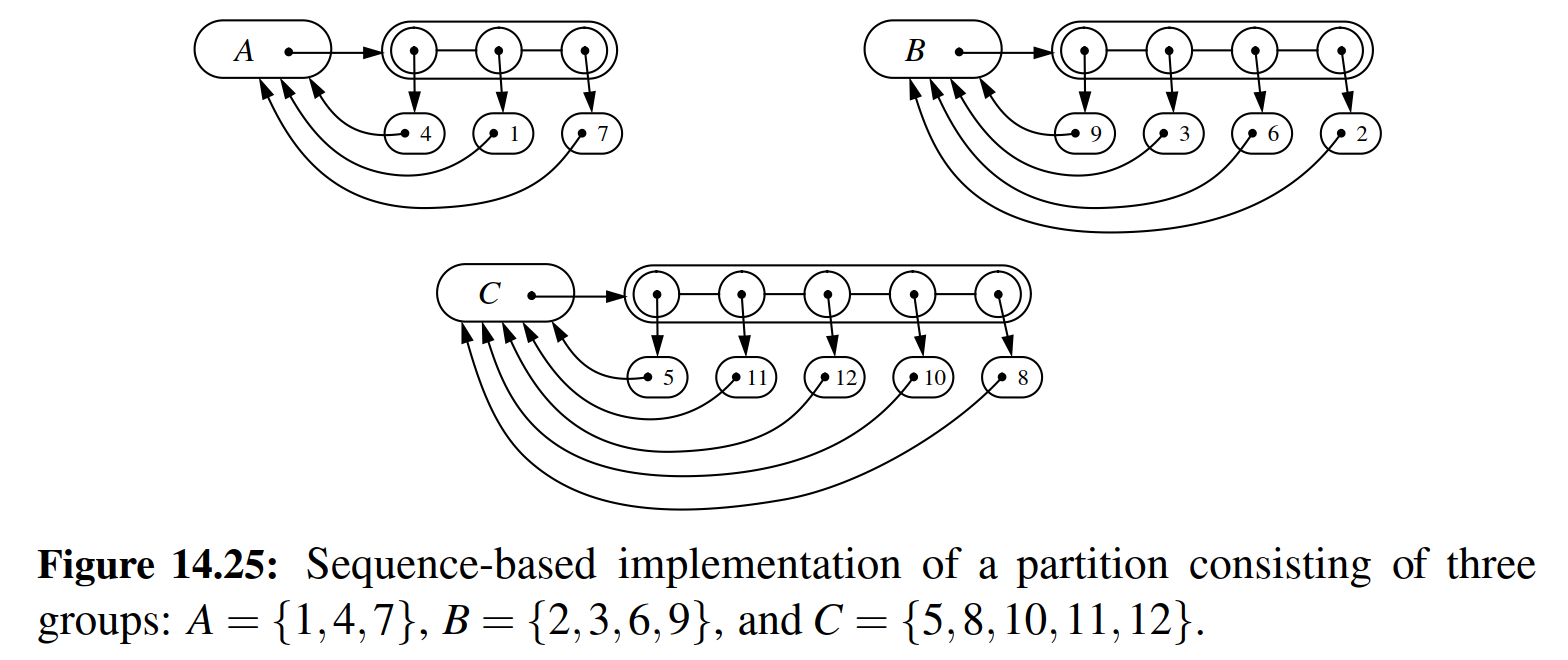 A
B
4 1 7
9 3 6 2
C
5 11 12 10 8
Figure 14.25: Sequence-based implementation of a partition consisting of three
groups: A = {1,4,7}, B = {2,3,6,9}, and C = {5,8,10,11,12}.